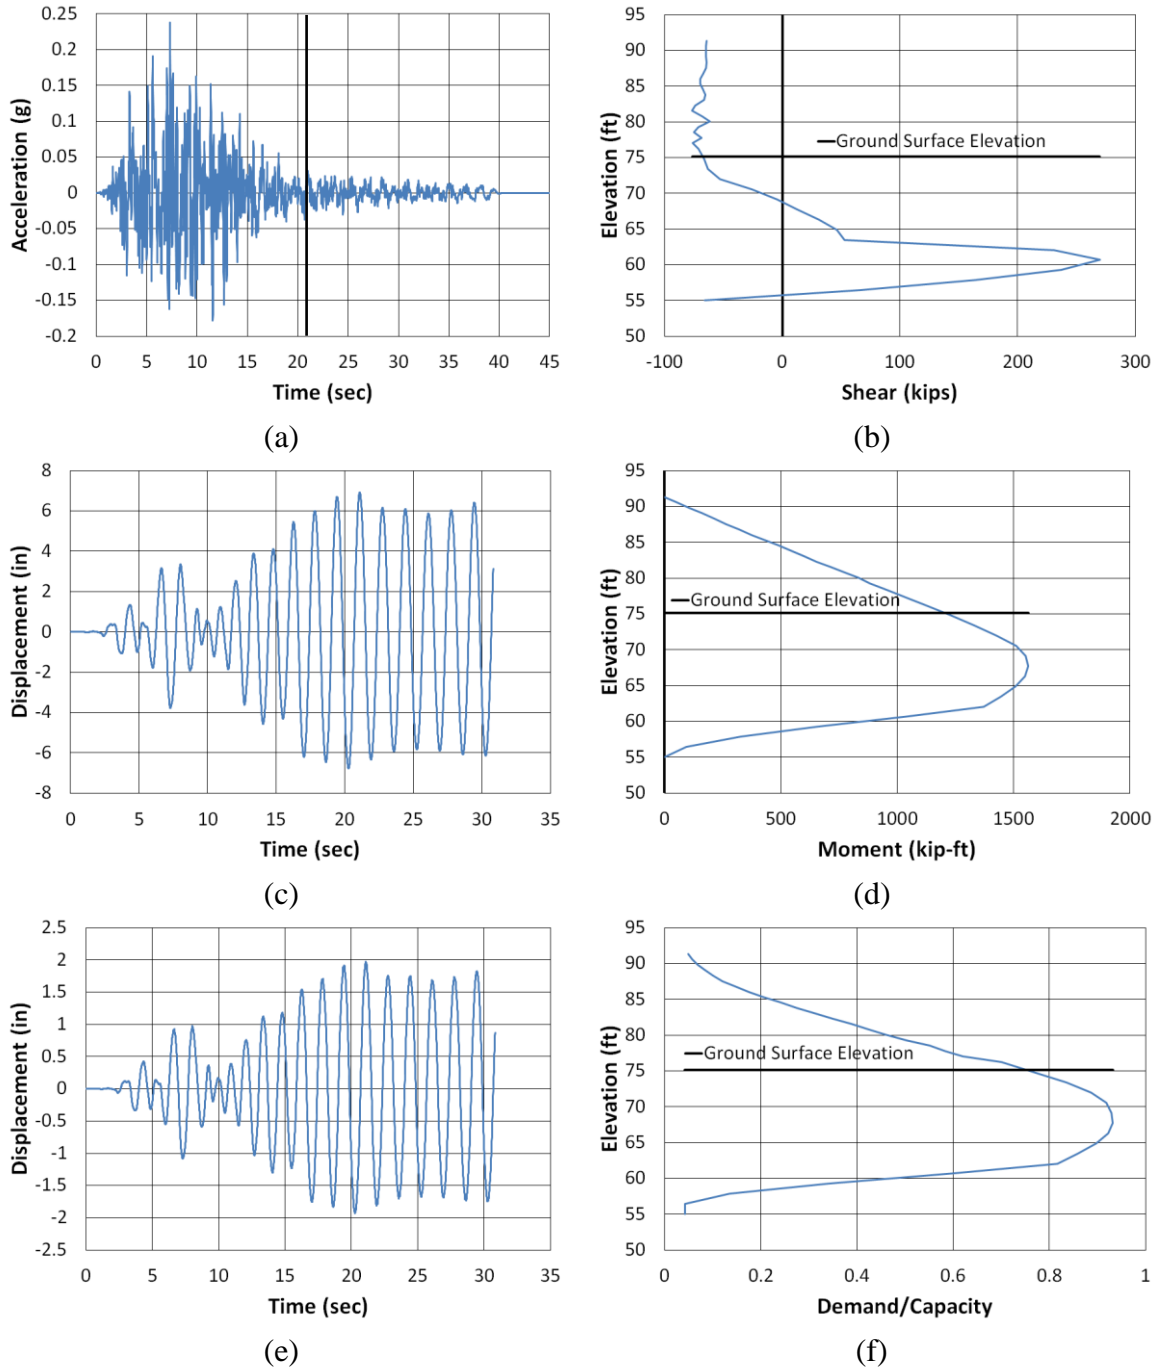 0.25
0.2
0.15
0.1
0.05
0
-0.05
-0.1
-0.15
-0.2
Acceleration (g)
0 5 10 15 20 25 30 35 40 45
Time (sec)
(a)
95
90
85
80
75
70
65
60
55
50
Elevation (ft)
Ground Surface Elevation
-100 0 100 200 300
Shear (kips)
(b)
8
6
4
2
0
-2
-4
-6
-8
Displacement (in)
0 5 10 15 20 25 30 35
Time (sec)
(c)
95
90
85
80
75
70
65
60
55
50
Elevation (ft)
Ground Surface Elevation
0 500 1000 1500 2000
Moment (kip-ft)
(d)
2.5
2
1.5
1
0.5
0
-0.5
-1
-1.5
-2
-2.5
Displacement (in)
0 5 10 15 20 25 30 35
Time (sec)
(e)
95
90
85
80
75
70
65
60
55
50
Elevation (ft)
Ground Surface Elevation
0 0.2 0.4 0.6 0.8 1
Demand/Capacity
(f)